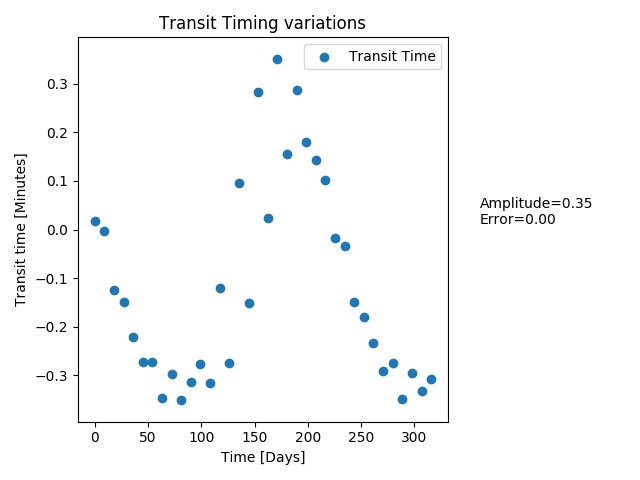 Transit Timing variations
Transit Time
Transit time [Minutes]
0.3
0.2
0.1
0.0
−0.1
−0.2
−0.3
0
50
100
150
200
250
300
Time [Days]
Amplitude=0.35
Error=0.00